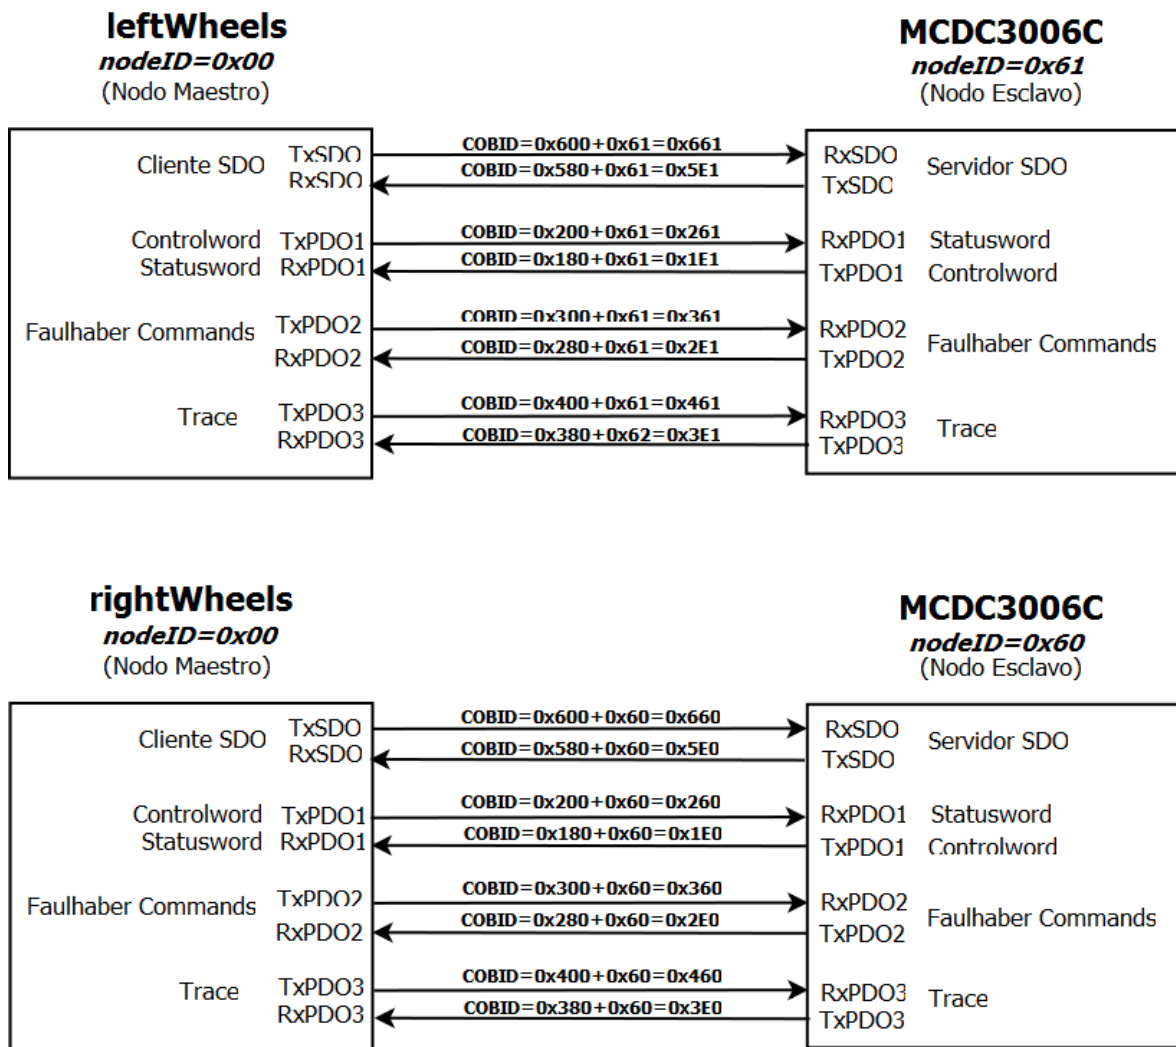 leftWheels
nodeID=0x00
(Nodo Maestro)
MCDC3006C
nodeID=0x61
(Nodo Esclavo)
Cliente SDO TxSDO COBID=0x600+0x61=0x661 RxSDO Servidor SDO
RxSDO COBID=0x580+0x61=0x5E1 TxSDO
Controlword TxPDO1 COBID=0x200+0x61=0x261 RxPDO1 Statusword
Statusword RxPDO1 COBID=0x180+0x61=0x1E1 TxPDO1 Controlword
Faulhaber Commands TxPDO2 COBID=0x300+0x61=0x361 RxPDO2 Faulhaber Commands
RxPDO2 COBID=0x280+0x61=0x2E1 TxPDO2
Trace TxPDO3 COBID=0x400+0x61=0x461 RxPDO3 Trace
RxPDO3 COBID=0x380+0x62=0x3E1 TxPDO3
rightWheels
nodeID=0x00
(Nodo Maestro)
MCDC3006C
nodeID=0x60
(Nodo Esclavo)
Cliente SDO TxSDO COBID=0x600+0x60=0x660 RxSDO Servidor SDO
RxSDO COBID=0x580+0x60=0x5E0 TxSDO
Controlword TxPDO1 COBID=0x200+0x60=0x260 RxPDO1 Statusword
Statusword RxPDO1 COBID=0x180+0x60=0x1E0 TxPDO1 Controlword
Faulhaber Commands TxPDO2 COBID=0x300+0x60=0x360 RxPDO2 Faulhaber Commands
RxPDO2 COBID=0x280+0x60=0x2E0 TxPDO2
Trace TxPDO3 COBID=0x400+0x60=0x460 RxPDO3 Trace
RxPDO3 COBID=0x380+0x60=0x3E0 TxPDO3